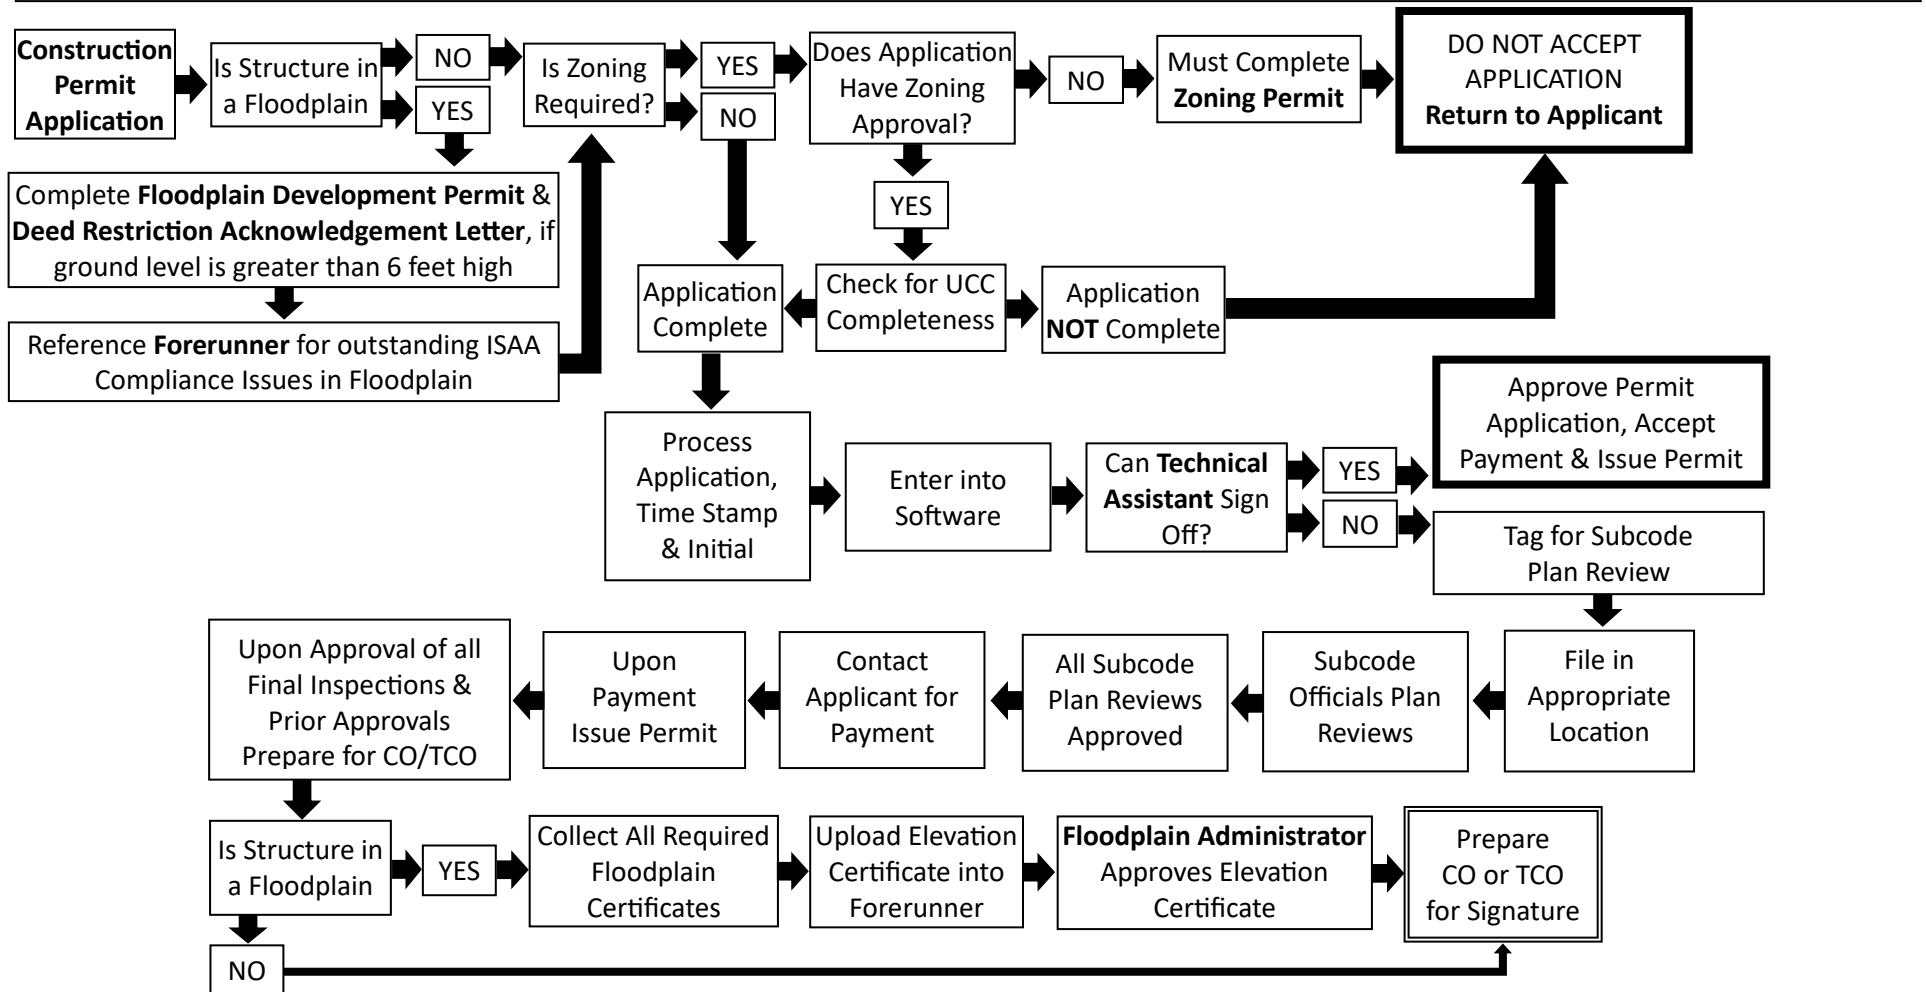 Construction
Permit
Application
Is Structure in
a Floodplain
NO
YES
Is Zoning
Required?
YES
NO
Does Application
Have Zoning
Approval?
NO
Must Complete
Zoning Permit
DO NOT ACCEPT
APPLICATION
Return to Applicant
Complete Floodplain Development Permit &
Deed Restriction Acknowledgement Letter, if
ground level is greater than 6 feet high
YES
Reference Forerunner for outstanding ISAA
Compliance Issues in Floodplain
Application
Complete
Check for UCC
Completeness
Application
NOT Complete
Process
Application,
Time Stamp
& Initial
Enter into
Software
Can Technical
Assistant Sign
Off?
YES
NO
Approve Permit
Application, Accept
Payment & Issue Permit
Tag for Subcode
Plan Review
File in
Appropriate
Location
Subcode
Officials Plan
Reviews
All Subcode
Plan Reviews
Approved
Contact
Applicant for
Payment
Upon
Payment
Issue Permit
Upon Approval of all
Final Inspections &
Prior Approvals
Prepare for CO/TCO
Is Structure in
a Floodplain
YES
Collect All Required
Floodplain
Certificates
Upload Elevation
Certificate into
Forerunner
Floodplain Administrator
Approves Elevation
Certificate
Prepare
CO or TCO
for Signature
NO